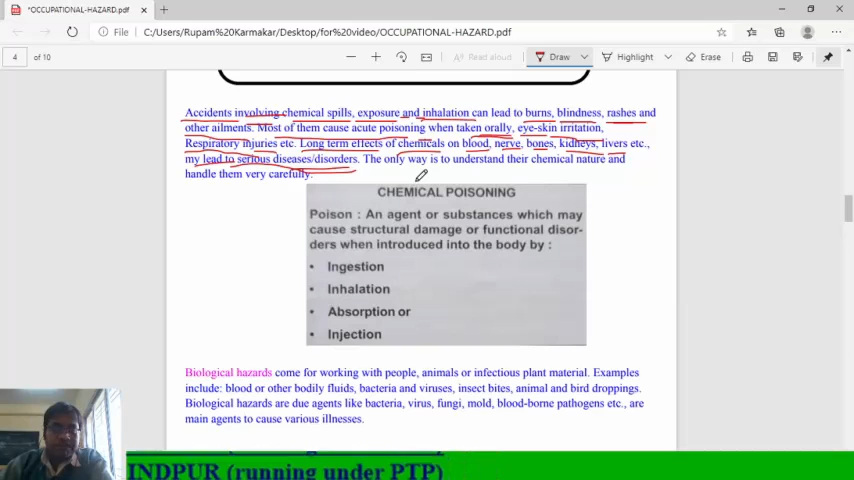 *OCCUPATIONAL-HAZARD.pdf
File
C:/Users/Rupam%20Karmakar/Desktop/for%20video/OCCUPATIONAL-HAZARD.pdf
4 of 10
Read aloud
Draw
Highlight
Erase
Accidents involving chemical spills, exposure and inhalation can lead to burns, blindness, rashes and
other ailments. Most of them cause acute poisoning when taken orally, eye-skin irritation,
Respiratory injuries etc. Long term effects of chemicals on blood, nerve, bones, kidneys, livers etc.,
my lead to serious diseases/disorders. The only way is to understand their chemical nature and
handle them very carefully.
CHEMICAL POISONING
Poison : An agent or substances which may
cause structural damage or functional disor-
ders when introduced into the body by :
• Ingestion
• Inhalation
• Absorption or
• Injection
Biological hazards come for working with people, animals or infectious plant material. Examples
include: blood or other bodily fluids, bacteria and viruses, insect bites, animal and bird droppings.
Biological hazards are due agents like bacteria, virus, fungi, mold, blood-borne pathogens etc., are
main agents to cause various illnesses.
INDPUR (running under PTP)